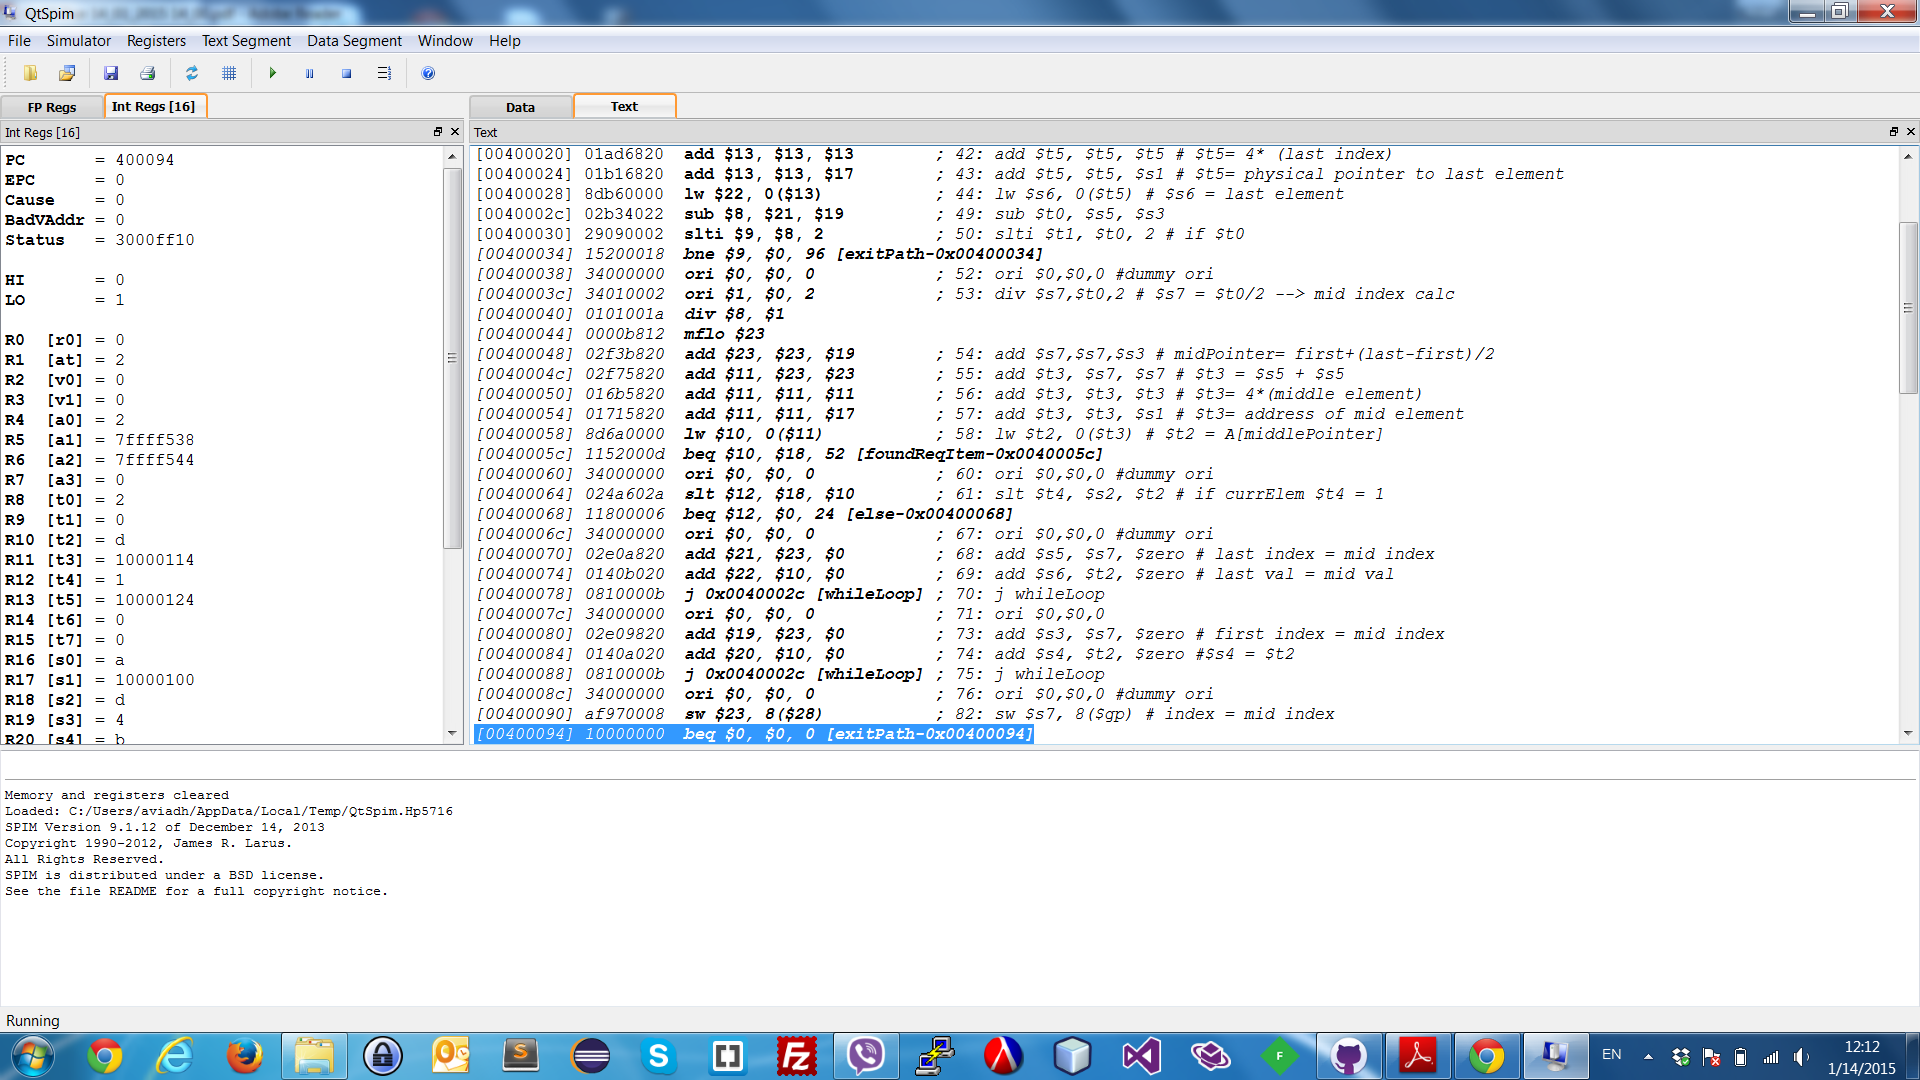 QtSpim
File Simulator Registers Text Segment Data Segment Window Help
FP Regs Int Regs [16]
Data Text
Int Regs [16]
Text
PC = 400094
EPC = 0
Cause = 0
BadVAddr = 0
Status = 3000ff10
HI = 0
LO = 1
R0 [r0] = 0
R1 [at] = 2
R2 [v0] = 0
R3 [v1] = 0
R4 [a0] = 2
R5 [a1] = 7ffff538
R6 [a2] = 7ffff544
R7 [a3] = 0
R8 [t0] = 2
R9 [t1] = 0
R10 [t2] = d
R11 [t3] = 10000114
R12 [t4] = 1
R13 [t5] = 10000124
R14 [t6] = 0
R15 [t7] = 0
R16 [s0] = a
R17 [s1] = 10000100
R18 [s2] = d
R19 [s3] = 4
R20 [s4] = b
[00400020] 01ad6820 add $13, $13, $13 ; 42: add $t5, $t5, $t5 # $t5= 4* (last index)
[00400024] 01b16820 add $13, $13, $17 ; 43: add $t5, $t5, $s1 # $t5= physical pointer to last element
[00400028] 8db60000 lw $22, 0($13) ; 44: lw $s6, 0($t5) # $s6 = last element
[0040002c] 02b34022 sub $8, $21, $19 ; 49: sub $t0, $s5, $s3
[00400030] 29090002 slti $9, $8, 2 ; 50: slti $t1, $t0, 2 # if $t0
[00400034] 15200018 bne $9, $0, 96 [exitPath-0x00400034]
[00400038] 34000000 ori $0, $0, 0 ; 52: ori $0,$0,0 #dummy ori
[0040003c] 34010002 ori $1, $0, 2 ; 53: div $s7,$t0,2 # $s7 = $t0/2 --> mid index calc
[00400040] 0101001a div $8, $1
[00400044] 0000b812 mflo $23
[00400048] 02f3b820 add $23, $23, $19 ; 54: add $s7,$s7,$s3 # midPointer= first+(last-first)/2
[0040004c] 02f75820 add $11, $23, $23 ; 55: add $t3, $s7, $s7 # $t3 = $s5 + $s5
[00400050] 016b5820 add $11, $11, $11 ; 56: add $t3, $t3, $t3 # $t3= 4*(middle element)
[00400054] 01715820 add $11, $11, $17 ; 57: add $t3, $t3, $s1 # $t3= address of mid element
[00400058] 8d6a0000 lw $10, 0($11) ; 58: lw $t2, 0($t3) # $t2 = A[middlePointer]
[0040005c] 1152000d beq $10, $18, 52 [foundReqItem-0x0040005c]
[00400060] 34000000 ori $0, $0, 0 ; 60: ori $0,$0,0 #dummy ori
[00400064] 024a602a slt $12, $18, $10 ; 61: slt $t4, $s2, $t2 # if currElem $t4 = 1
[00400068] 11800006 beq $12, $0, 24 [else-0x00400068]
[0040006c] 34000000 ori $0, $0, 0 ; 67: ori $0,$0,0 #dummy ori
[00400070] 02e0a820 add $21, $23, $0 ; 68: add $s5, $s7, $zero # last index = mid index
[00400074] 0140b020 add $22, $10, $0 ; 69: add $s6, $t2, $zero # last val = mid val
[00400078] 0810000b j 0x0040002c [whileLoop] ; 70: j whileLoop
[0040007c] 34000000 ori $0, $0, 0 ; 71: ori $0,$0,0
[00400080] 02e09820 add $19, $23, $0 ; 73: add $s3, $s7, $zero # first index = mid index
[00400084] 0140a020 add $20, $10, $0 ; 74: add $s4, $t2, $zero #$s4 = $t2
[00400088] 0810000b j 0x0040002c [whileLoop] ; 75: j whileLoop
[0040008c] 34000000 ori $0, $0, 0 ; 76: ori $0,$0,0 #dummy ori
[00400090] af970008 sw $23, 8($28) ; 82: sw $s7, 8($gp) # index = mid index
[00400094] 10000000 beq $0, $0, 0 [exitPath-0x00400094]
Memory and registers cleared
Loaded: C:/Users/aviadh/AppData/Local/Temp/QtSpim.Hp5716
SPIM Version 9.1.12 of December 14, 2013
Copyright 1990-2012, James R. Larus.
All Rights Reserved.
SPIM is distributed under a BSD license.
See the file README for a full copyright notice.
Running
EN
12:12
1/14/2015